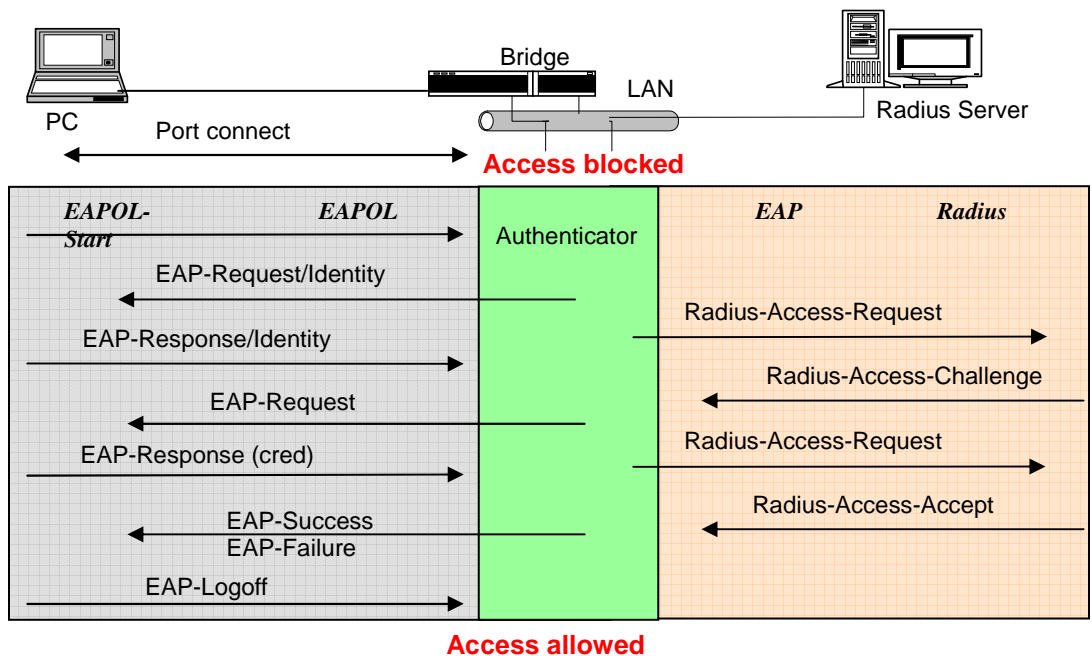 Bridge
LAN
PC
Radius Server
Port connect
Access blocked
EAPOL-
Start
EAPOL
Authenticator
EAP
Radius
EAP-Request/Identity
Radius-Access-Request
EAP-Response/Identity
Radius-Access-Challenge
EAP-Request
Radius-Access-Request
EAP-Response (cred)
Radius-Access-Accept
EAP-Success
EAP-Failure
EAP-Logoff
Access allowed